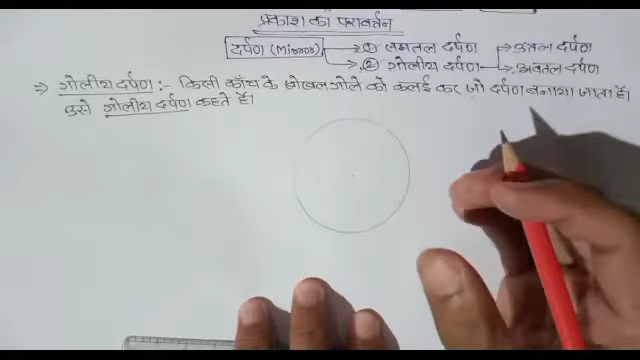 प्रकाश का परावर्तन
दर्पण (Mirror) → ① समतल दर्पण → उत्तल दर्पण
→ ② गोलीय दर्पण → अवतल दर्पण
⇒ गोलीय दर्पण :- किसी काँच के खोखले गोले को कलई कर जो दर्पण बनाया जाता है।
उसे गोलीय दर्पण कहते हैं।